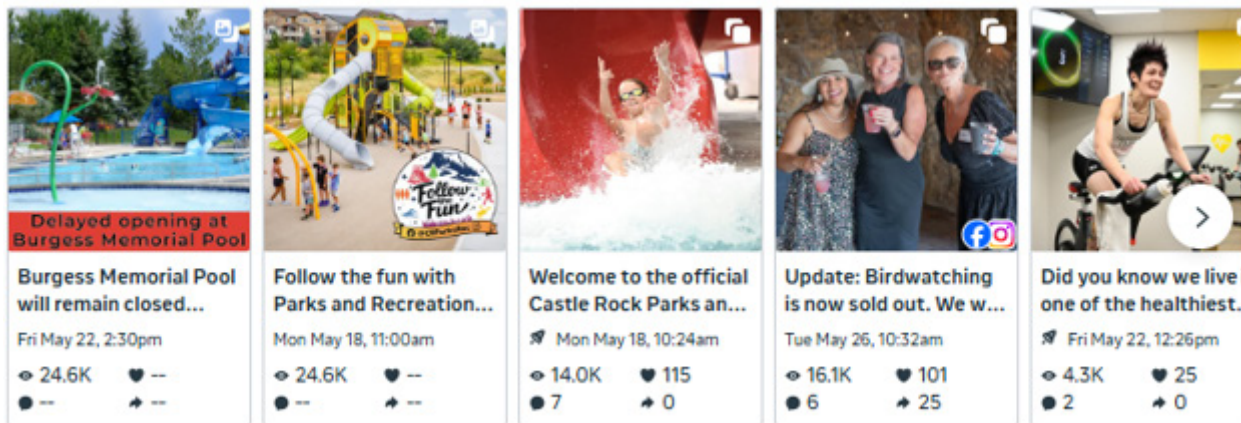 Delayed opening at
Burgess Memorial Pool
Burgess Memorial Pool
will remain closed...
Fri May 22, 2:30pm
24.6K --
-- --
Follow
the
Fun
@CRParksRec
Follow the fun with
Parks and Recreation...
Mon May 18, 11:00am
24.6K --
-- --
Welcome to the official
Castle Rock Parks an...
Mon May 18, 10:24am
14.0K 115
7 0
Update: Birdwatching
is now sold out. We w...
Tue May 26, 10:32am
16.1K 101
6 25
Did you know we live
one of the healthiest.
Fri May 22, 12:26pm
4.3K 25
2 0